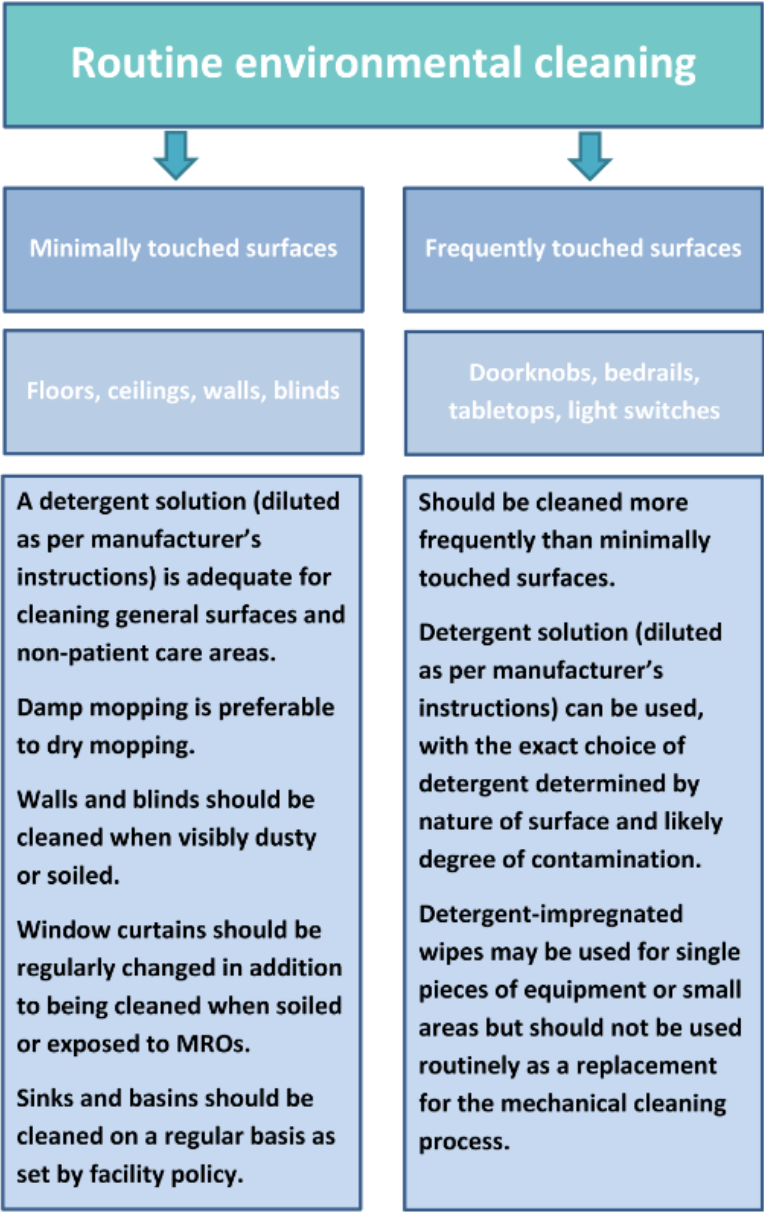 Routine environmental cleaning
Minimally touched surfaces
Floors, ceilings, walls, blinds
A detergent solution (diluted
as per manufacturer’s
instructions) is adequate for
cleaning general surfaces and
non-patient care areas.
Damp mopping is preferable
to dry mopping.
Walls and blinds should be
cleaned when visibly dusty
or soiled.
Window curtains should be
regularly changed in addition
to being cleaned when soiled
or exposed to MROs.
Sinks and basins should be
cleaned on a regular basis as
set by facility policy.
Frequently touched surfaces
Doorknobs, bedrails,
tabletops, light switches
Should be cleaned more
frequently than minimally
touched surfaces.
Detergent solution (diluted
as per manufacturer’s
instructions) can be used,
with the exact choice of
detergent determined by
nature of surface and likely
degree of contamination.
Detergent-impregnated
wipes may be used for single
pieces of equipment or small
areas but should not be used
routinely as a replacement
for the mechanical cleaning
process.